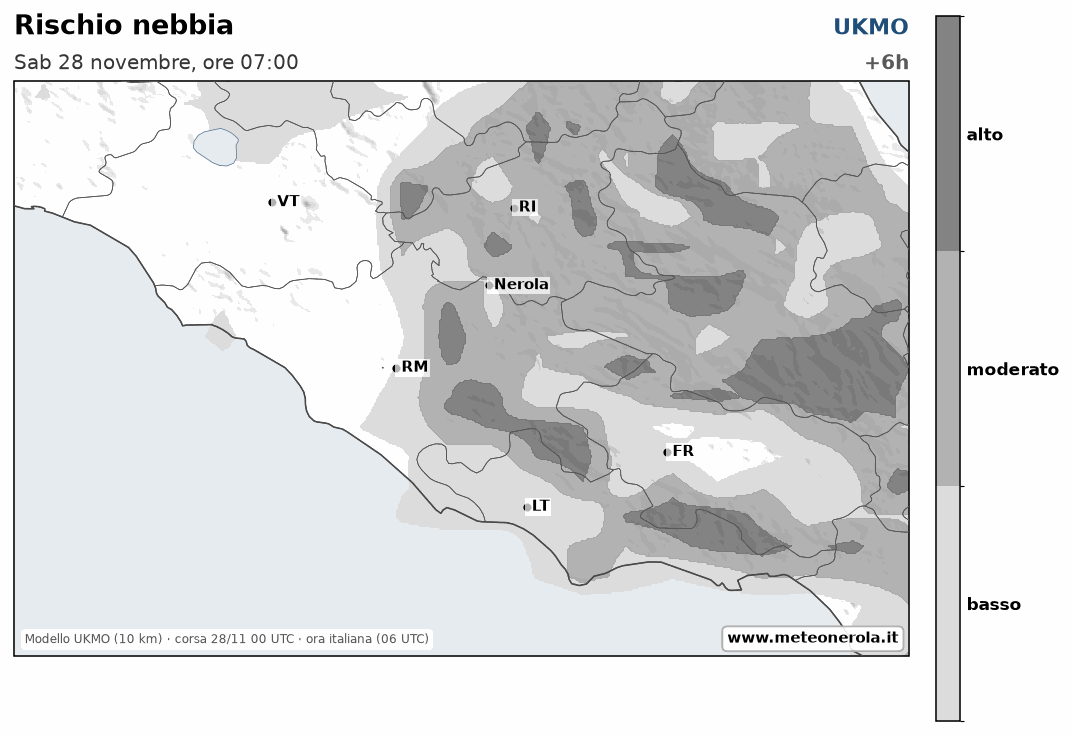 Rischio nebbia
UKMO
Sab 28 novembre, ore 07:00
+6h
alto
VT
RI
Nerola
moderato
RM
FR
LT
basso
Modello UKMO (10 km) · corsa 28/11 00 UTC · ora italiana (06 UTC)
www.meteonerola.it